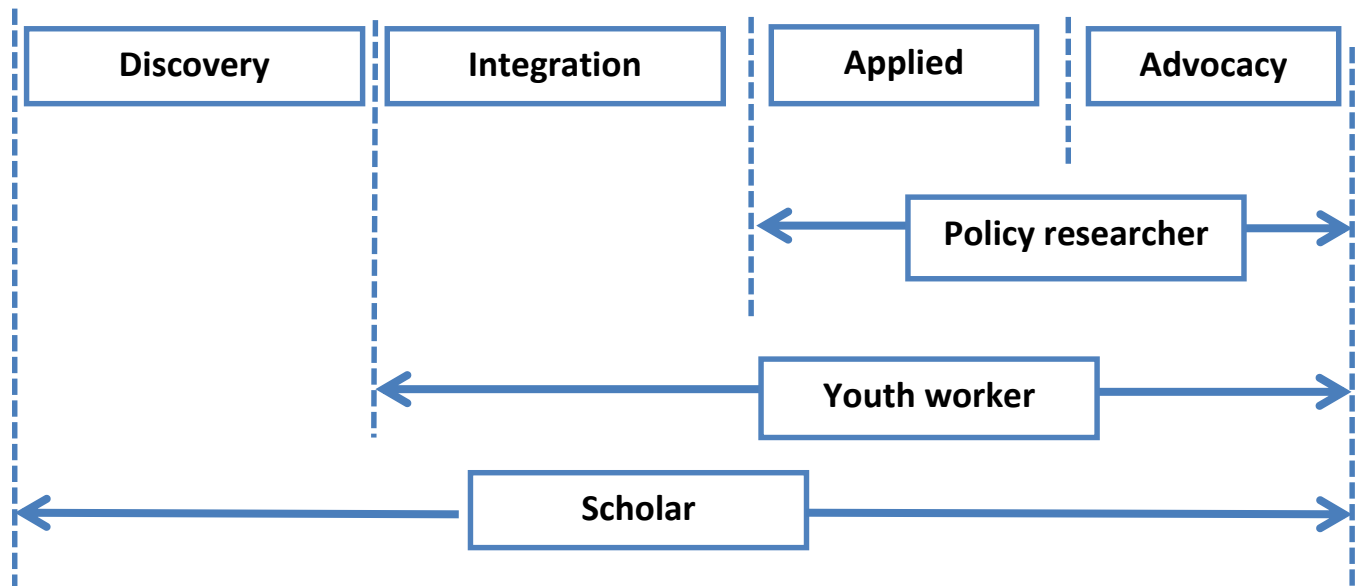 Discovery
Integration
Applied
Advocacy
Policy researcher
Youth worker
Scholar